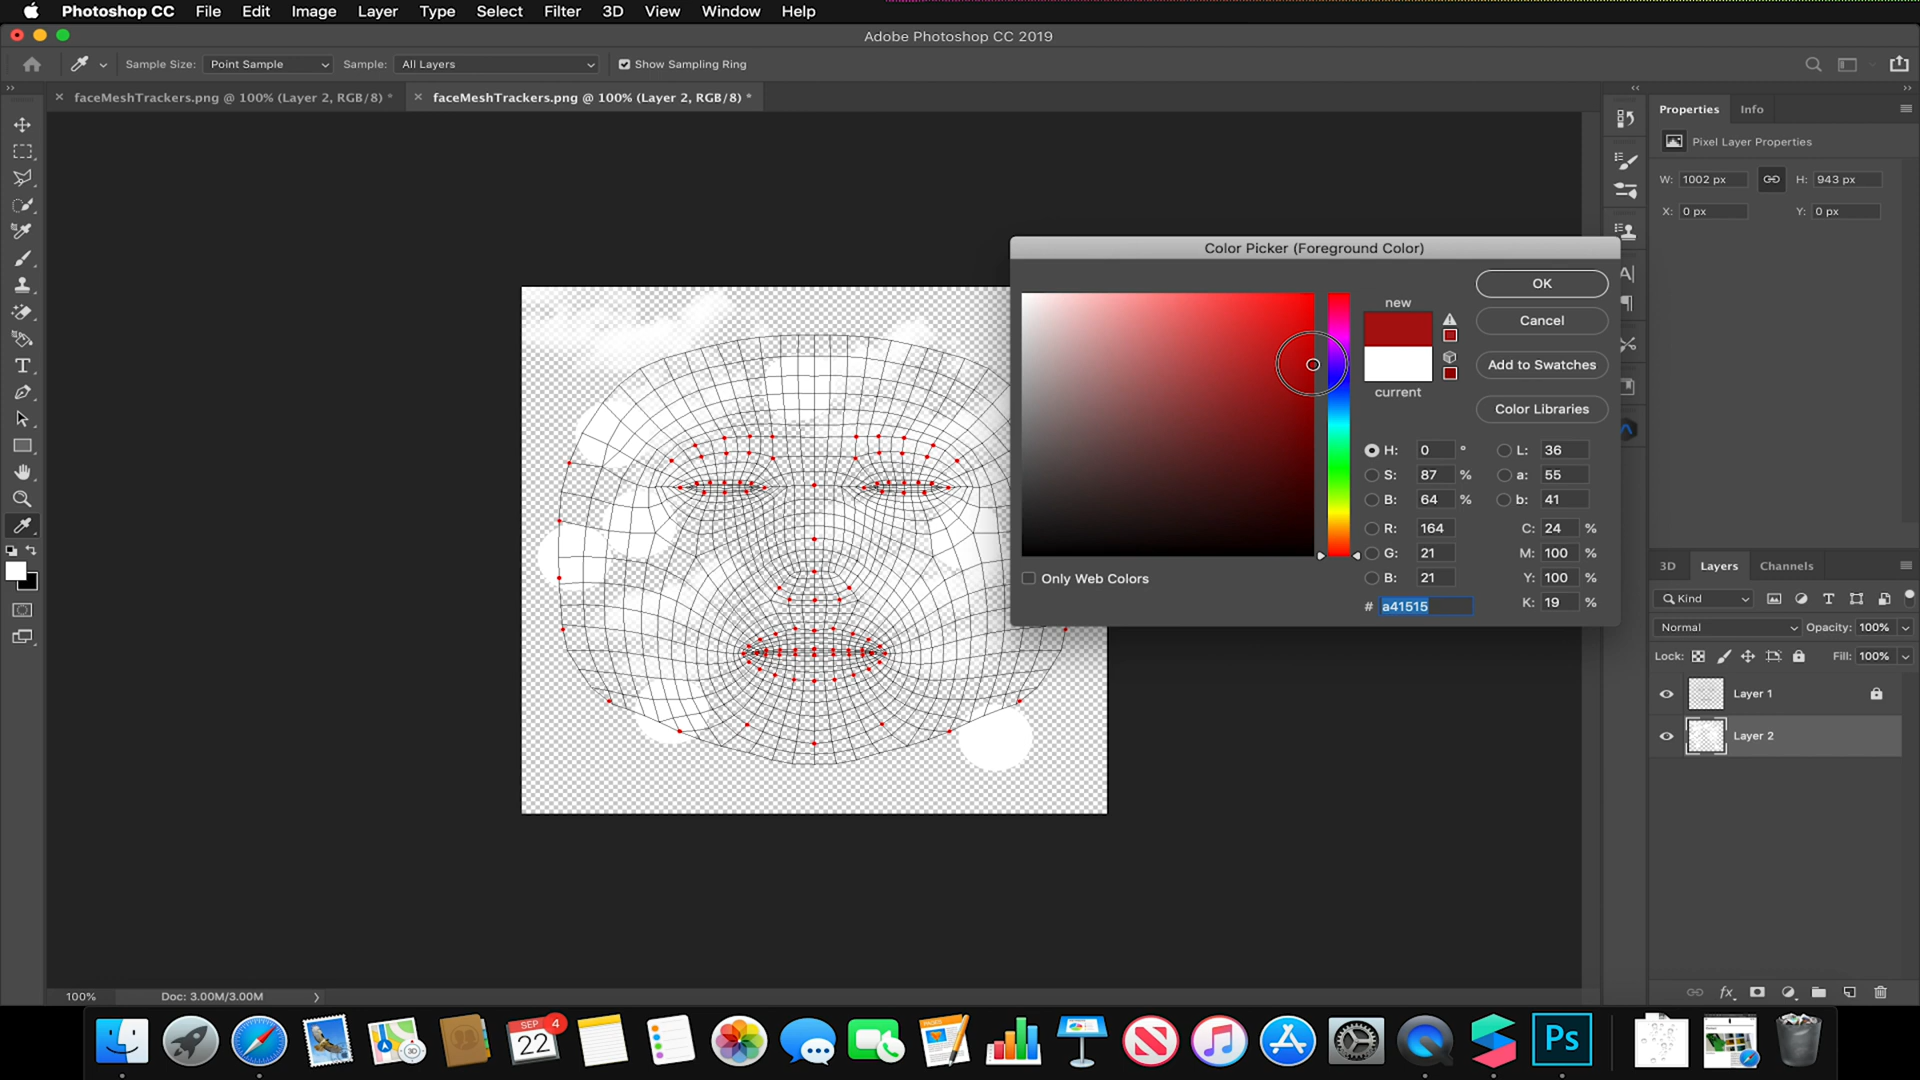 Photoshop CC File Edit Image Layer Type Select Filter 3D View Window Help
Adobe Photoshop CC 2019
Sample Size: Point Sample Sample: All Layers Show Sampling Ring
faceMeshTrackers.png @ 100% (Layer 2, RGB/8) *
faceMeshTrackers.png @ 100% (Layer 2, RGB/8) *
Properties Info
Pixel Layer Properties
W: 1002 px H: 943 px
X: 0 px Y: 0 px
Color Picker (Foreground Color)
new
current
OK
Cancel
Add to Swatches
Color Libraries
H: 0 ° L: 36
S: 87 % a: 55
B: 64 % b: 41
R: 164 C: 24 %
G: 21 M: 100 %
B: 21 Y: 100 %
# a41515 K: 19 %
Only Web Colors
3D Layers Channels
Kind
Normal Opacity: 100%
Lock: Fill: 100%
Layer 1
Layer 2
fx
100% Doc: 3.00M/3.00M
SEP 4
22
3D
Ps